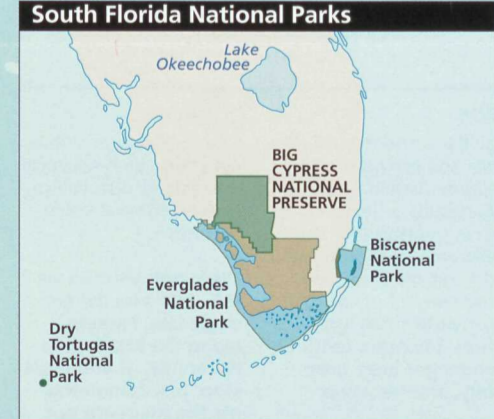 South Florida National Parks
Lake
Okeechobee
BIG
CYPRESS
NATIONAL
PRESERVE
Biscayne
National
Park
Everglades
National
Park
Dry
Tortugas
National
Park